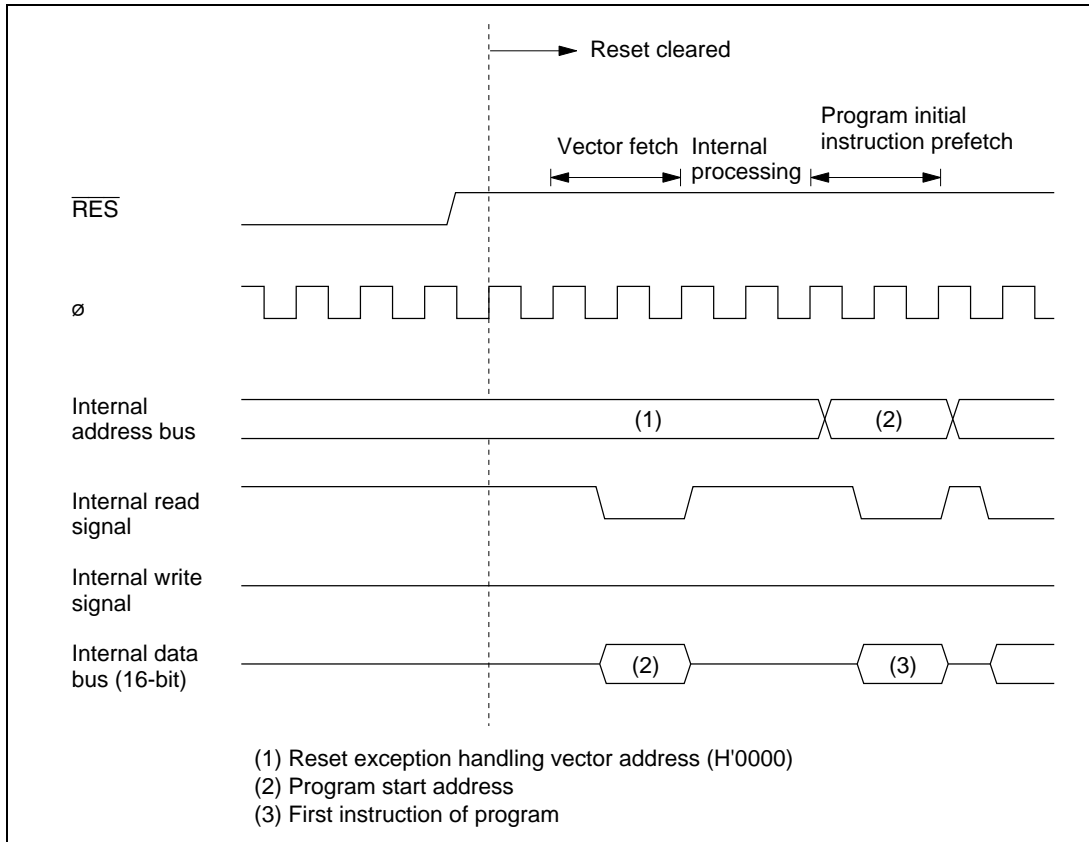 Reset cleared
Program initial
Vector fetch Internal instruction prefetch
processing
RES
ø
Internal
address bus
(1)
(2)
Internal read
signal
Internal write
signal
Internal data
bus (16-bit)
(2)
(3)
(1) Reset exception handling vector address (H'0000)
(2) Program start address
(3) First instruction of program